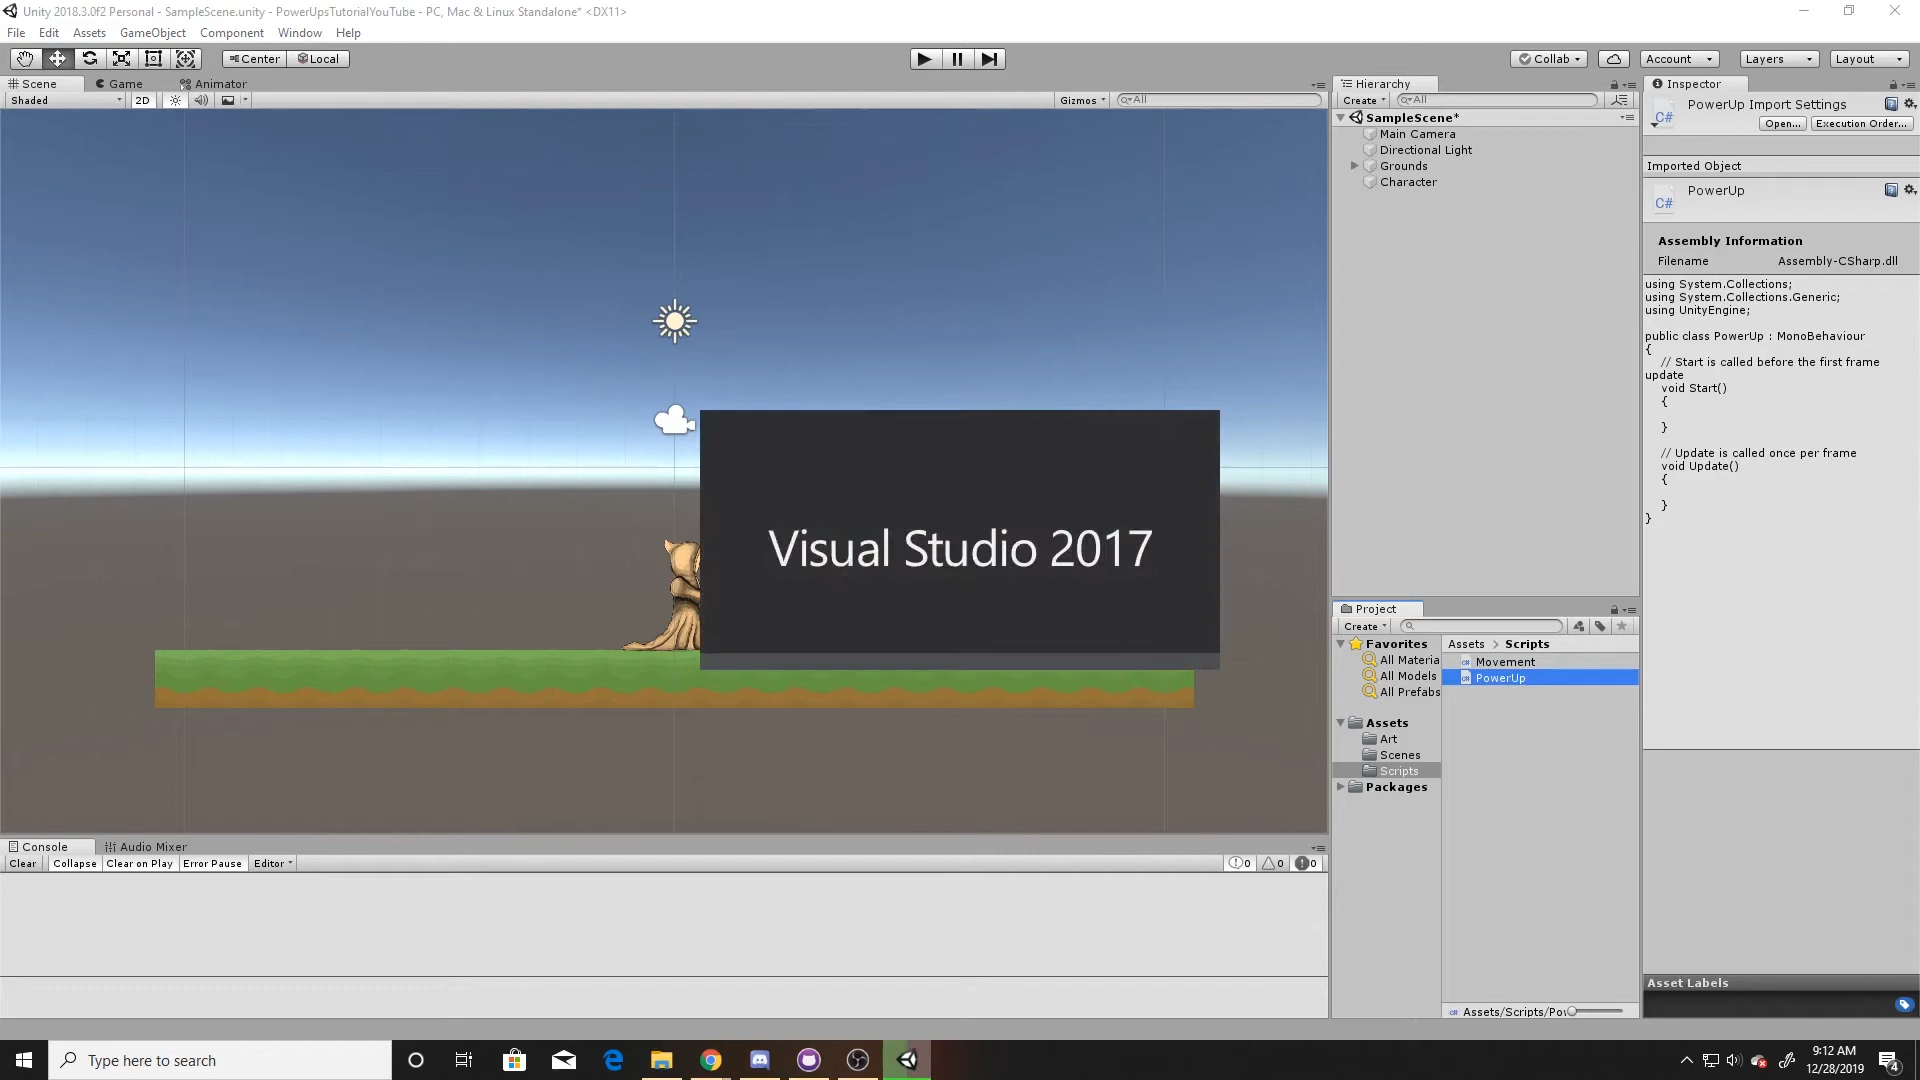 Unity 2018.3.0f2 Personal - SampleScene.unity - PowerUpsTutorialYouTube - PC, Mac & Linux Standalone* <DX11>
File Edit Assets GameObject Component Window Help
Center Local Collab Account Layers Layout
Scene Game Animator Hierarchy Inspector
Shaded 2D Gizmos All Create All
PowerUp Import Settings
Open... Execution Order...
SampleScene*
Main Camera
Directional Light
Grounds
Character
Imported Object
C# PowerUp
Assembly Information
Filename Assembly-CSharp.dll
using System.Collections;
using System.Collections.Generic;
using UnityEngine;
public class PowerUp : MonoBehaviour
{
// Start is called before the first frame
update
void Start()
{
}
// Update is called once per frame
void Update()
{
}
}
Visual Studio 2017
Project
Create
Favorites
All Materia
All Models
All Prefabs
Assets
Art
Scenes
Scripts
Packages
Assets > Scripts
Movement
PowerUp
Assets/Scripts/Pow
Console Audio Mixer
Clear Collapse Clear on Play Error Pause Editor 0 0 0
Asset Labels
Type here to search
9:12 AM
12/28/2019
4